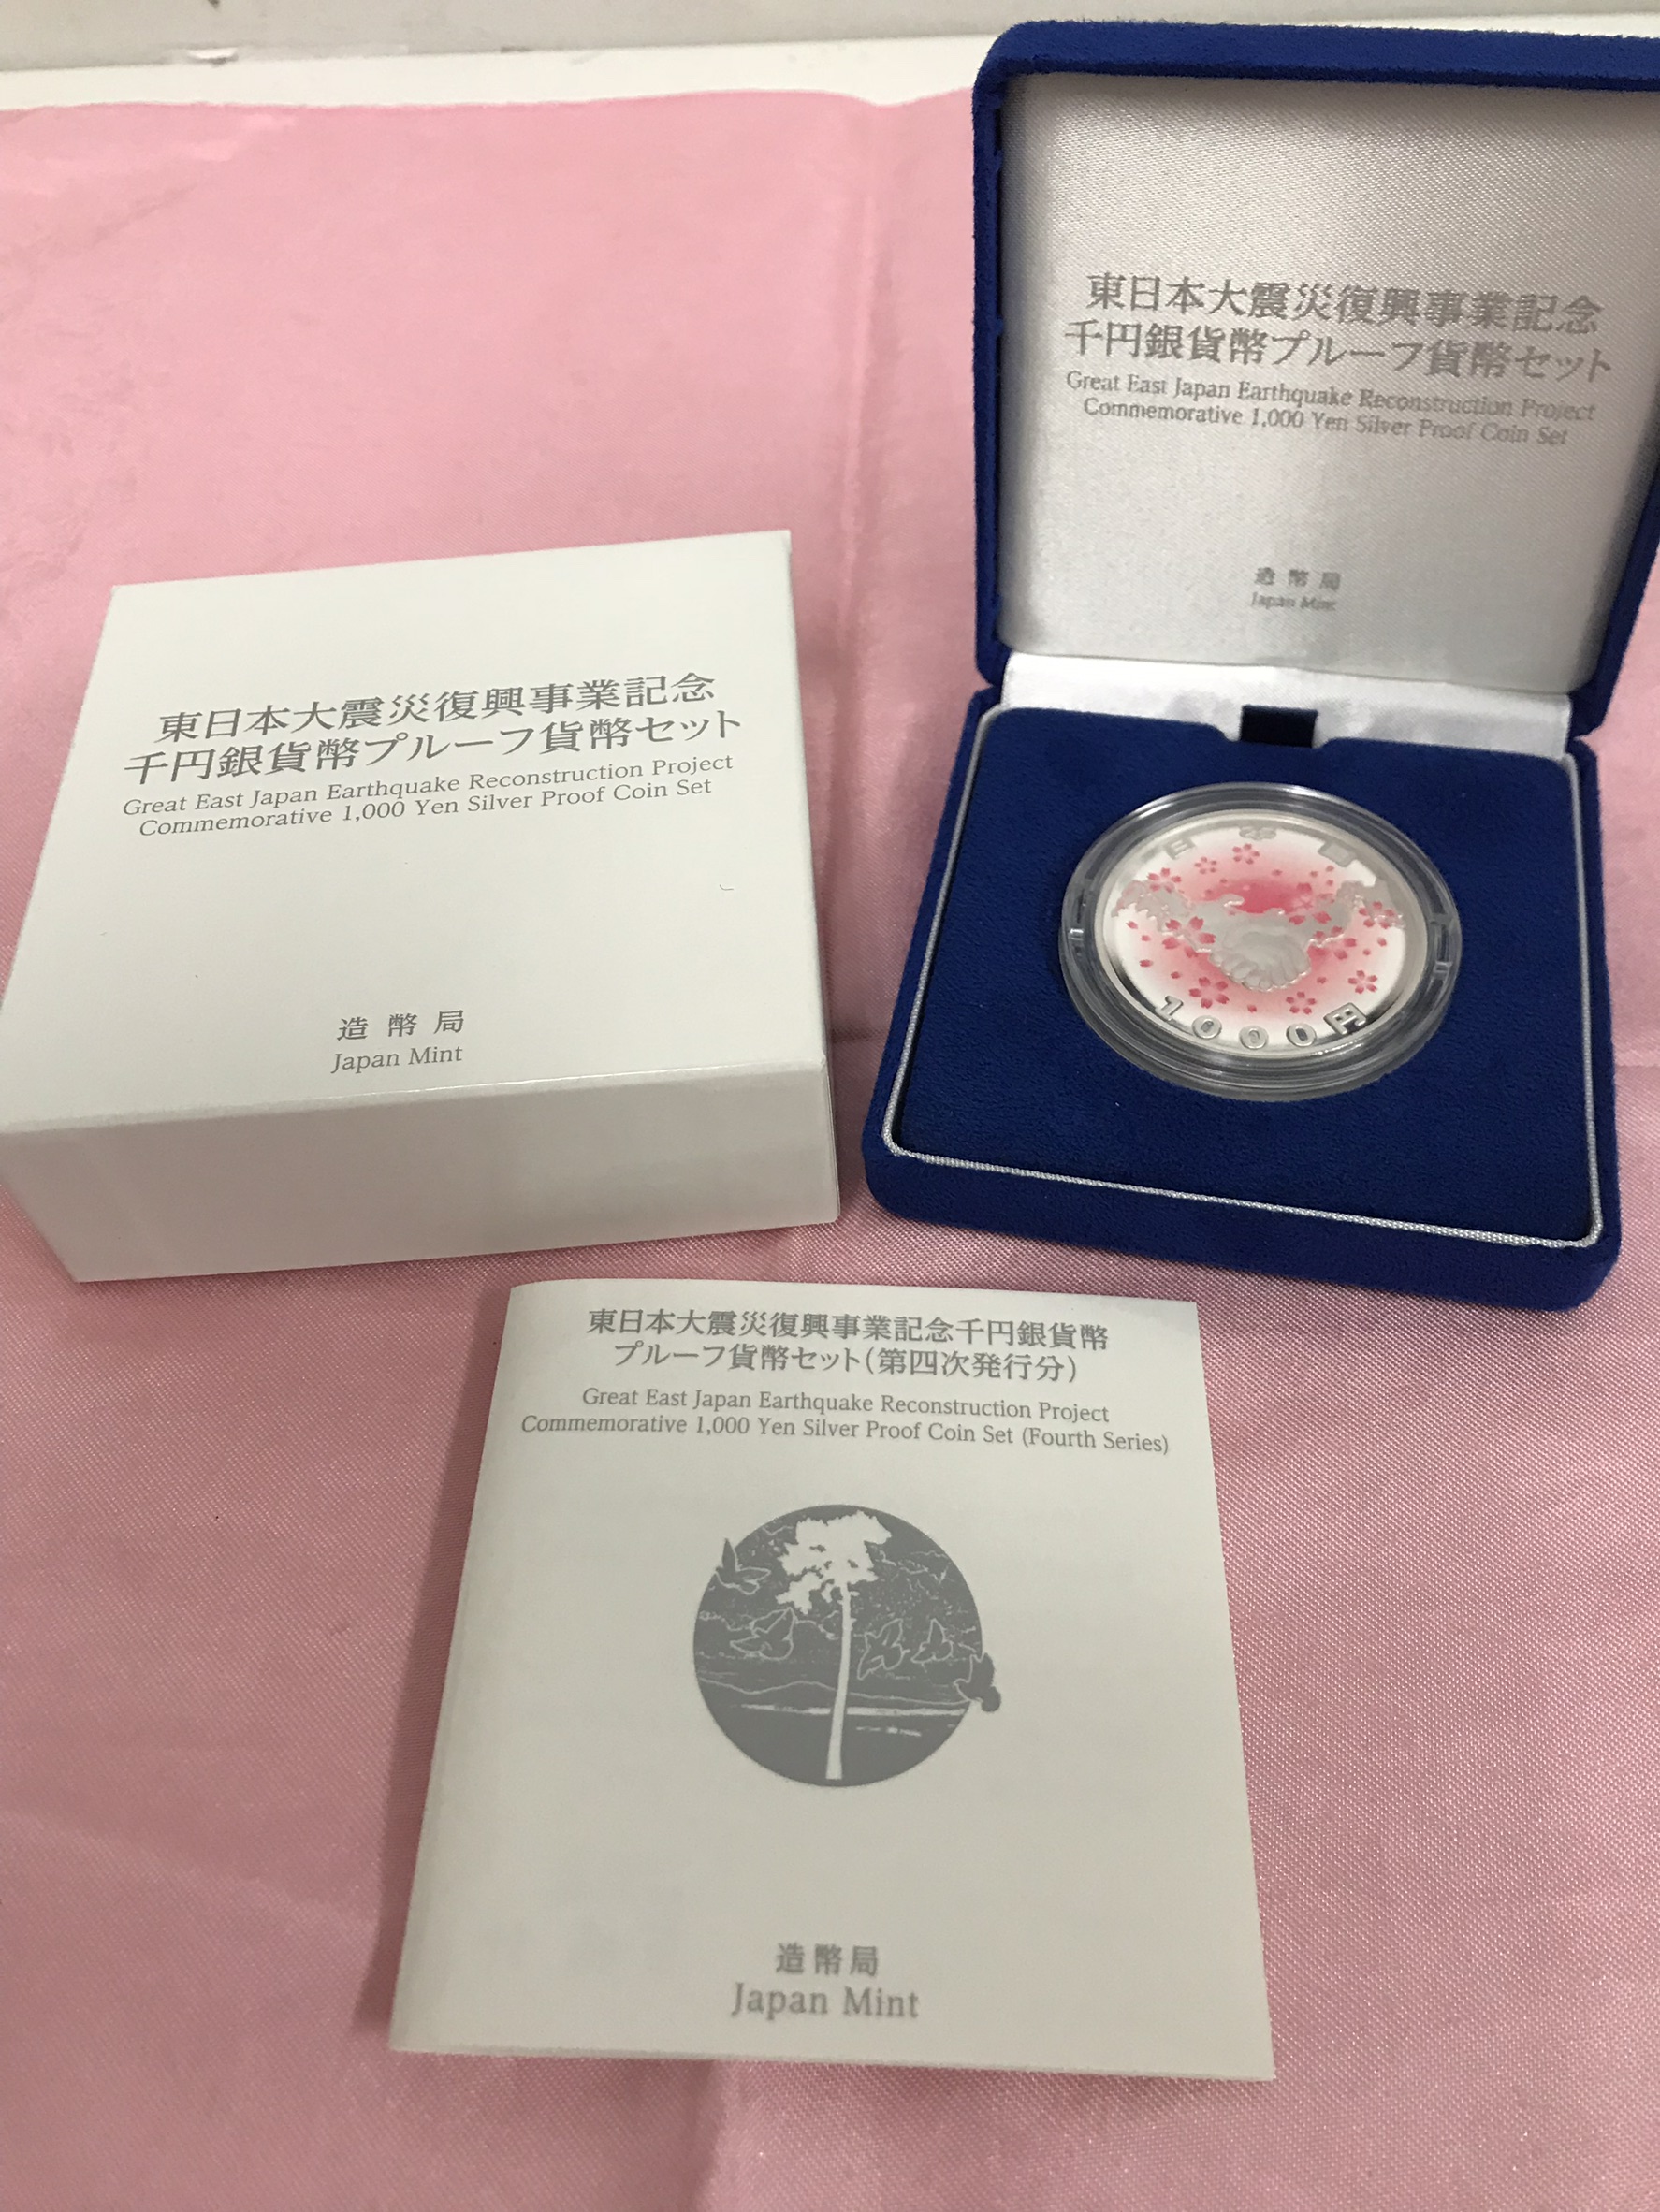 東日本大震災復興事業記念
千円銀貨幣プルーフ貨幣セット
Great East Japan Earthquake Reconstruction Project
Commemorative 1,000 Yen Silver Proof Coin Set
造幣局
Japan Mint
東日本大震災復興事業記念
千円銀貨幣プルーフ貨幣セット
Great East Japan Earthquake Reconstruction Project
Commemorative 1,000 Yen Silver Proof Coin Set
造幣局
Japan Mint
日本国
1000円
東日本大震災復興事業記念千円銀貨幣
プルーフ貨幣セット(第四次発行分)
Great East Japan Earthquake Reconstruction Project
Commemorative 1,000 Yen Silver Proof Coin Set (Fourth Series)
造幣局
Japan Mint